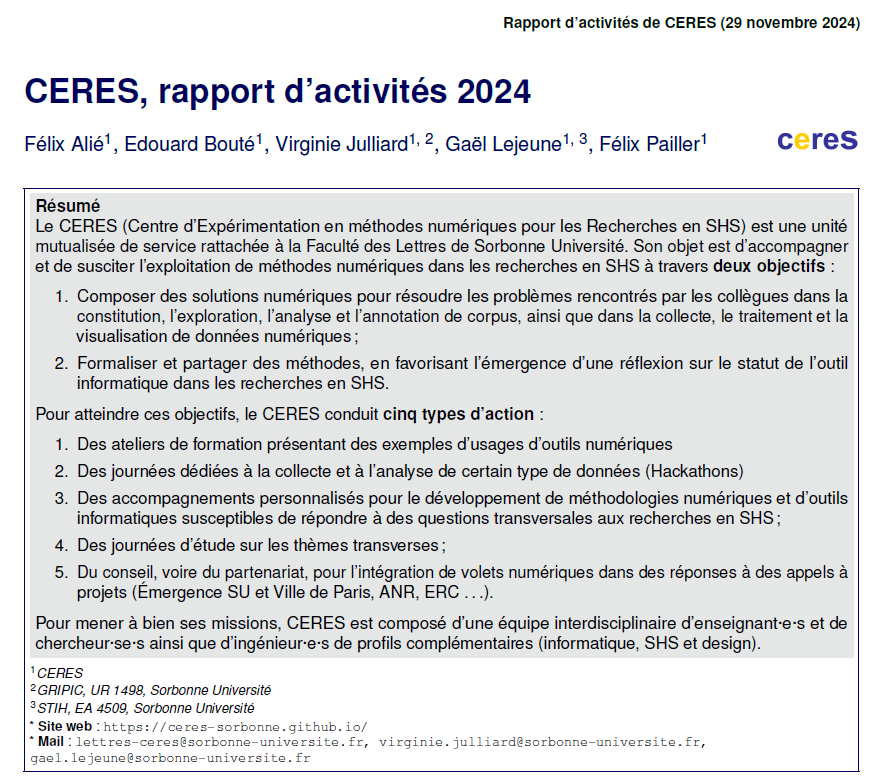 Rapport d'activités de CERES (29 novembre 2024)
CERES, rapport d'activités 2024
Félix Alié1, Edouard Bouté1, Virginie Julliard1, 2, Gaël Lejeune1, 3, Félix Pailler1
ceres
Résumé
Le CERES (Centre d'Expérimentation en méthodes numériques pour les Recherches en SHS) est une unité
mutualisée de service rattachée à la Faculté des Lettres de Sorbonne Université. Son objet est d'accompagner
et de susciter l'exploitation de méthodes numériques dans les recherches en SHS à travers deux objectifs :
1. Composer des solutions numériques pour résoudre les problèmes rencontrés par les collègues dans la
constitution, l'exploration, l'analyse et l'annotation de corpus, ainsi que dans la collecte, le traitement et la
visualisation de données numériques ;
2. Formaliser et partager des méthodes, en favorisant l'émergence d'une réflexion sur le statut de l'outil
informatique dans les recherches en SHS.
Pour atteindre ces objectifs, le CERES conduit cinq types d'action :
1. Des ateliers de formation présentant des exemples d'usages d'outils numériques
2. Des journées dédiées à la collecte et à l'analyse de certain type de données (Hackathons)
3. Des accompagnements personnalisés pour le développement de méthodologies numériques et d'outils
informatiques susceptibles de répondre à des questions transversales aux recherches en SHS ;
4. Des journées d'étude sur les thèmes transverses ;
5. Du conseil, voire du partenariat, pour l'intégration de volets numériques dans des réponses à des appels à
projets (Émergence SU et Ville de Paris, ANR, ERC ...).
Pour mener à bien ses missions, CERES est composé d'une équipe interdisciplinaire d'enseignant·e·s et de
chercheur·se·s ainsi que d'ingénieur·e·s de profils complémentaires (informatique, SHS et design).
1 CERES
2 GRIPIC, UR 1498, Sorbonne Université
3 STIH, EA 4509, Sorbonne Université
* Site web : https://ceres-sorbonne.github.io/
* Mail : lettres-ceres@sorbonne-universite.fr, virginie.julliard@sorbonne-universite.fr,
gael.lejeune@sorbonne-universite.fr